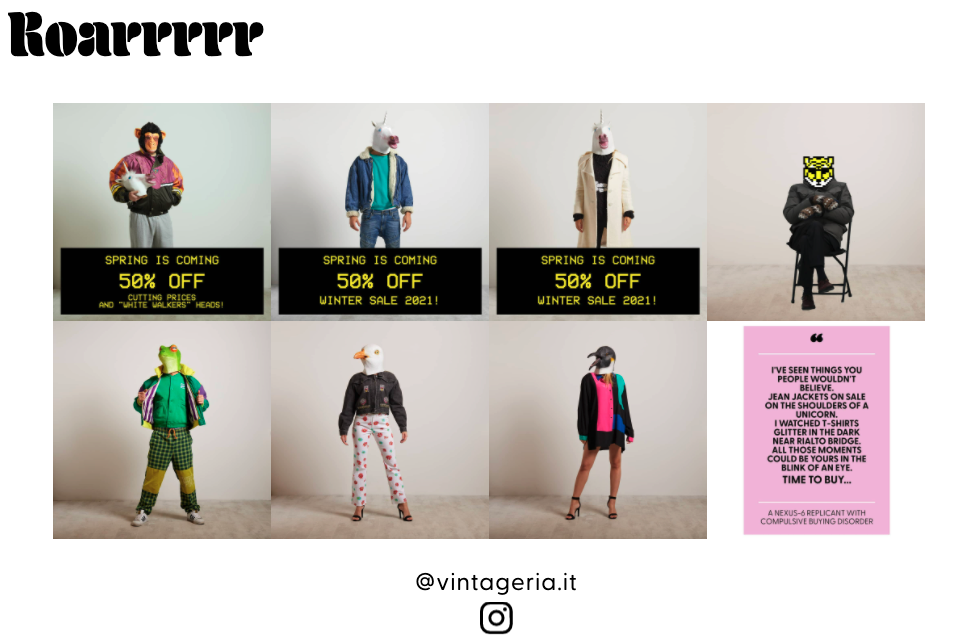 Roarrrrr
SPRING IS COMING
50% OFF
CUTTING PRICES
AND "WHITE WALKERS" HEADS!
SPRING IS COMING
50% OFF
WINTER SALE 2021!
SPRING IS COMING
50% OFF
WINTER SALE 2021!
❝
I'VE SEEN THINGS YOU
PEOPLE WOULDN'T
BELIEVE.
JEAN JACKETS ON SALE
ON THE SHOULDERS OF A
UNICORN.
I WATCHED T-SHIRTS
GLITTER IN THE DARK
NEAR RIALTO BRIDGE.
ALL THOSE MOMENTS
COULD BE YOURS IN THE
BLINK OF AN EYE.
TIME TO BUY...
A NEXUS-6 REPLICANT WITH
COMPULSIVE BUYING DISORDER
@vintageria.it